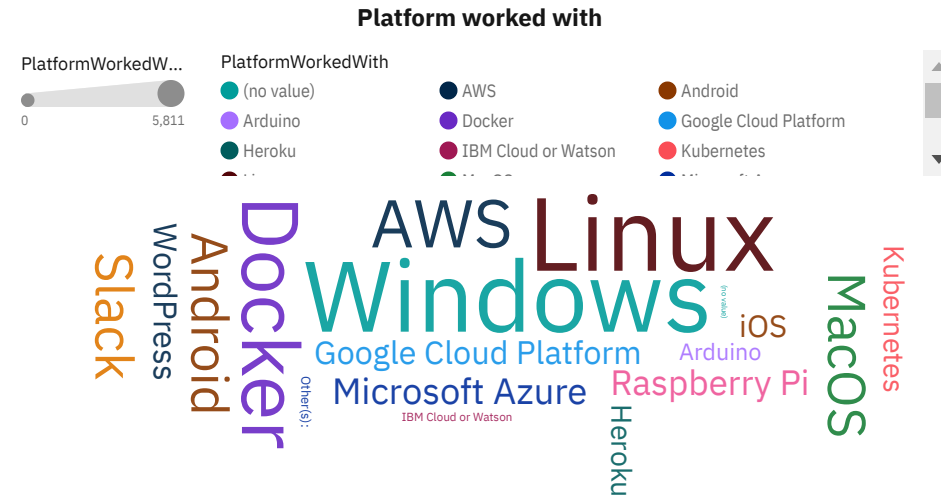 Platform worked with
PlatformWorkedW...
PlatformWorkedWith
(no value)
AWS
Android
Arduino
Docker
Google Cloud Platform
0
5,811
Heroku
IBM Cloud or Watson
Kubernetes
Docker
AWS
Linux
WordPress
Android
Slack
Windows
(no value)
iOS
MacOS
Kubernetes
Google Cloud Platform
Arduino
Other(s):
Microsoft Azure
Raspberry Pi
IBM Cloud or Watson
Heroku